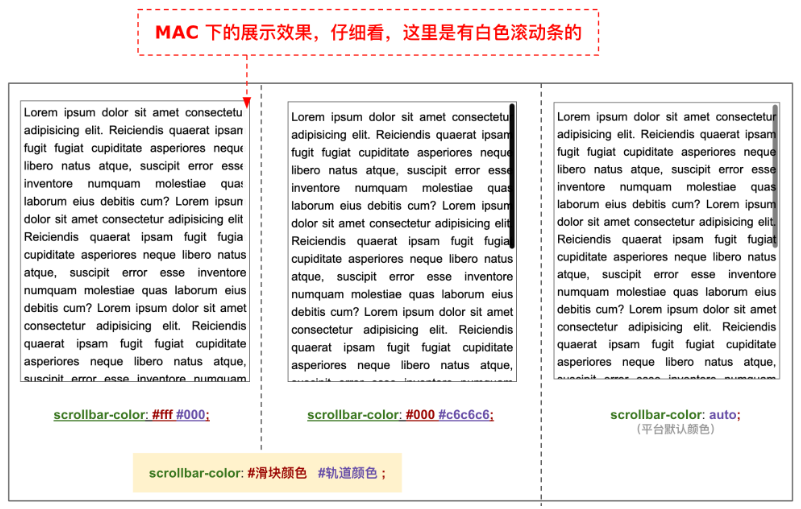 MAC 下的展示效果，仔细看，这里是有白色滚动条的
Lorem ipsum dolor sit amet consectetu
adipisicing elit. Reiciendis quaerat ipsam
fugit fugiat cupiditate asperiores neque
libero natus atque, suscipit error esse
inventore numquam molestiae quas
laborum eius debitis cum? Lorem ipsum
dolor sit amet consectetur adipisicing elit
Reiciendis quaerat ipsam fugit fugia
cupiditate asperiores neque libero natus
atque, suscipit error esse inventore
numquam molestiae quas laborum eius
debitis cum? Lorem ipsum dolor sit amet
consectetur adipisicing elit. Reiciendis
quaerat ipsam fugit fugiat cupiditate
asperiores neque libero natus atque,
suscipit error esse inventore numquam
scrollbar-color: #fff #000;
Lorem ipsum dolor sit amet consectetu
adipisicing elit. Reiciendis quaerat ipsam
fugit fugiat cupiditate asperiores neque
libero natus atque, suscipit error esse
inventore numquam molestiae quas
laborum eius debitis cum? Lorem ipsum
dolor sit amet consectetur adipisicing elit
Reiciendis quaerat ipsam fugit fugiat
cupiditate asperiores neque libero natus
atque, suscipit error esse inventore
numquam molestiae quas laborum eius
debitis cum? Lorem ipsum dolor sit amet
consectetur adipisicing elit. Reiciendis
quaerat ipsam fugit fugiat cupiditate
asperiores neque libero natus atque,
suscipit error esse inventore numquam
scrollbar-color: #000 #c6c6c6;
Lorem ipsum dolor sit amet consectetur
adipisicing elit. Reiciendis quaerat ipsam
fugit fugiat cupiditate asperiores neque
libero natus atque, suscipit error esse
inventore numquam molestiae quas
laborum eius debitis cum? Lorem ipsum
dolor sit amet consectetur adipisicing elit.
Reiciendis quaerat ipsam fugit fugiat
cupiditate asperiores neque libero natus
atque, suscipit error esse inventore
numquam molestiae quas laborum eius
debitis cum? Lorem ipsum dolor sit amet
consectetur adipisicing elit. Reiciendis
quaerat ipsam fugit fugiat cupiditate
asperiores neque libero natus atque,
suscipit error esse inventore numquam
scrollbar-color: auto;
（平台默认颜色）
scrollbar-color: #滑块颜色 #轨道颜色 ;